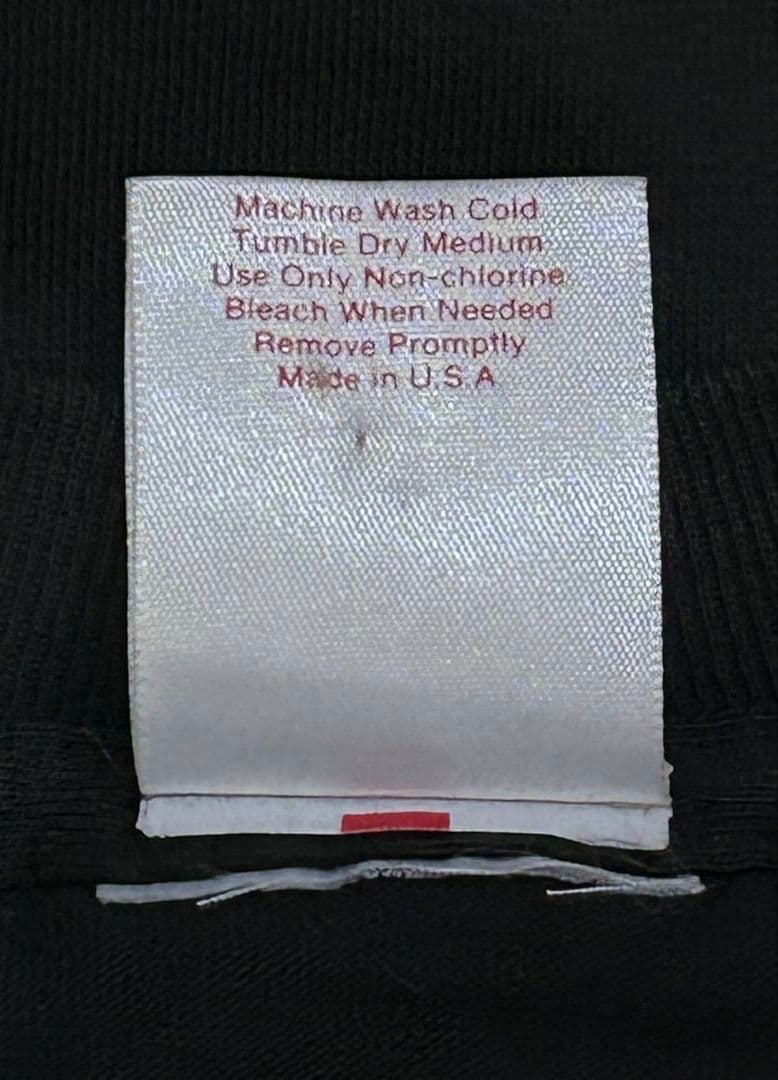 Machine Wash Cold
Tumble Dry Medium
Use Only Non-chlorine
Bleach When Needed
Remove Promptly
Made in U.S.A